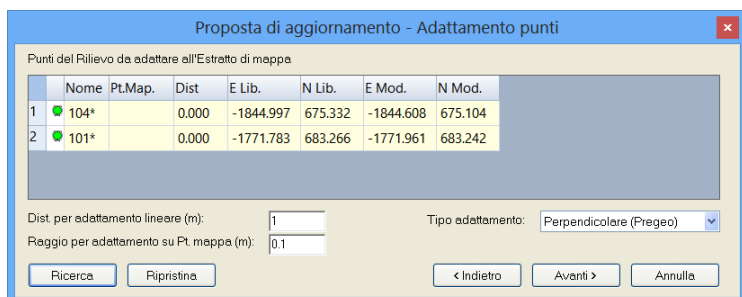 Proposta di aggiornamento - Adattamento punti
Punti del Rilievo da adattare all'Estratto di mappa
Nome Pt.Map. Dist E Lib. N Lib. E Mod. N Mod.
1 104* 0.000 -1844.997 675.332 -1844.608 675.104
2 101* 0.000 -1771.783 683.266 -1771.961 683.242
Dist. per adattamento lineare (m): 1 Tipo adattamento: Perpendicolare (Pregeo)
Raggio per adattamento su Pt. mappa (m): 0.1
Ricerca Ripristina < Indietro Avanti > Annulla